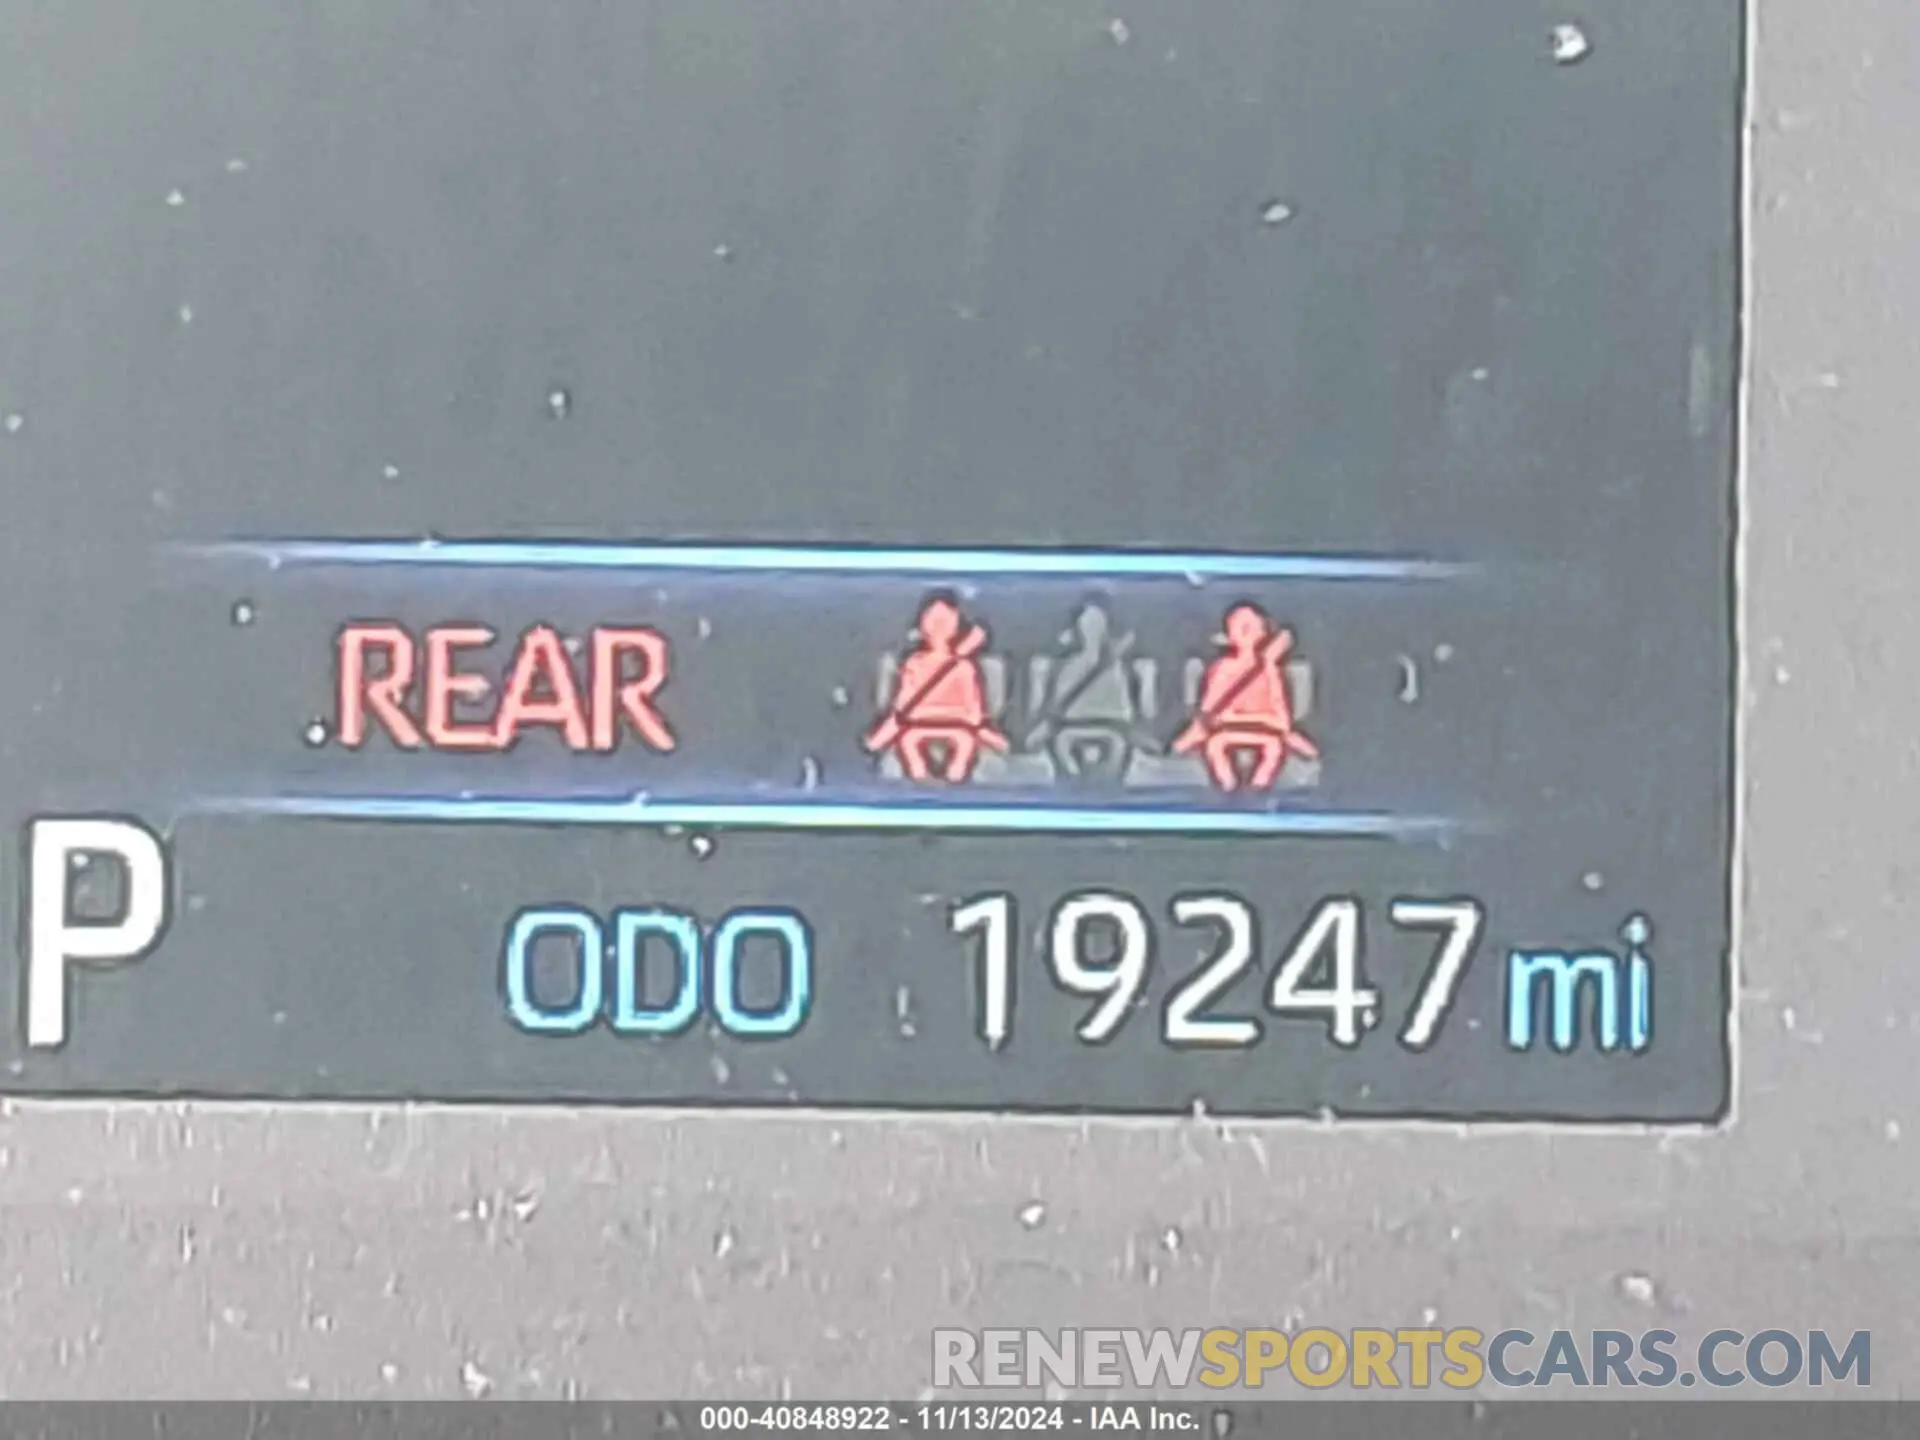 REAR
P ODO 19247 mi
RENEWSPORTSCARS.COM
000-40848922 - 11/13/2024 - IAA Inc.